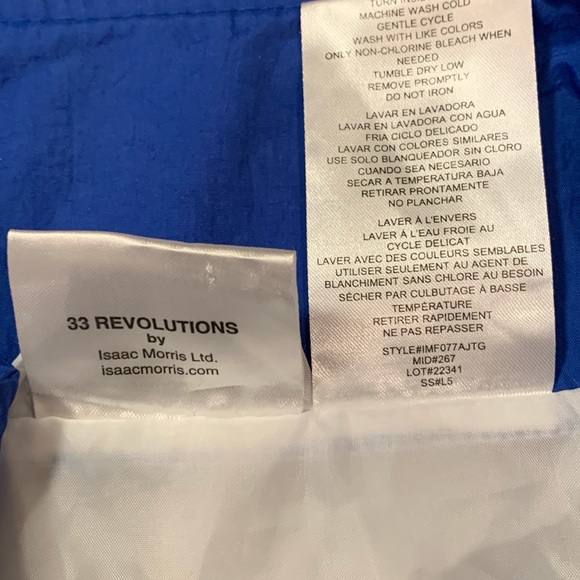 TURN INSIDE
MACHINE WASH COLD
GENTLE CYCLE
WASH WITH LIKE COLORS
ONLY NON-CHLORINE BLEACH WHEN
NEEDED
TUMBLE DRY LOW
REMOVE PROMPTLY
DO NOT IRON
LAVAR EN LAVADORA
LAVAR EN LAVADORA CON AGUA
FRIA CICLO DELICADO
LAVAR CON COLORES SIMILARES
USE SOLO BLANQUEADOR SIN CLORO
CUANDO SEA NECESARIO
SECAR A TEMPERATURA BAJA
RETIRAR PRONTAMENTE
NO PLANCHAR
LAVER À L'ENVERS
LAVER À L'EAU FROIE AU
CYCLE DELICAT
LAVER AVEC DES COULEURS SEMBLABLES
UTILISER SEULEMENT AU AGENT DE
BLANCHIMENT SANS CHLORE AU BESOIN
SÉCHER PAR CULBUTAGE À BASSE
TEMPÉRATURE
RETIRER RAPIDEMENT
NE PAS REPASSER
STYLE#IMF077AJTG
MID#267
LOT#22341
SS#L5
33 REVOLUTIONS
by
Isaac Morris Ltd.
isaacmorris.com